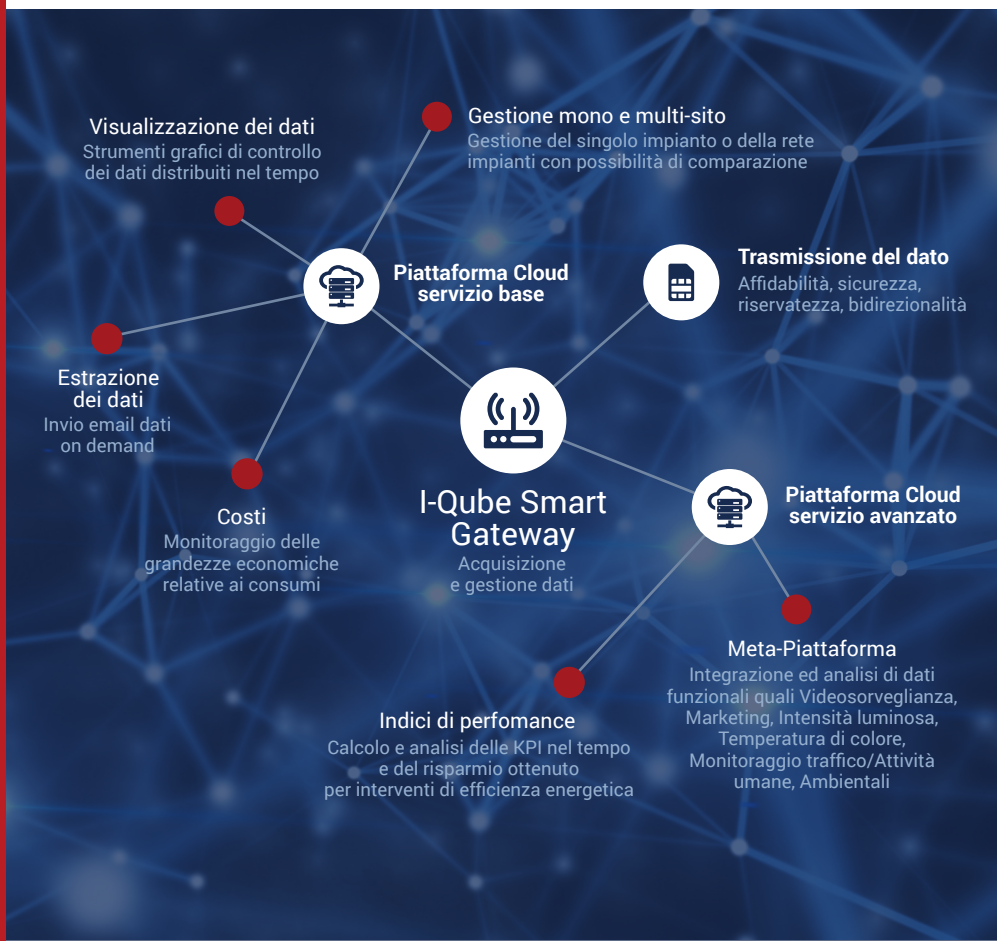 Visualizzazione dei dati
Strumenti grafici di controllo
dei dati distribuiti nel tempo
Gestione mono e multi-sito
Gestione del singolo impianto o della rete
impianti con possibilità di comparazione
Piattaforma Cloud
servizio base
Trasmissione del dato
Affidabilità, sicurezza,
riservatezza, bidirezionalità
Estrazione
dei dati
Invio email dati
on demand
Costi
Monitoraggio delle
grandezze economiche
relative ai consumi
I-Qube Smart
Gateway
Acquisizione
e gestione dati
Piattaforma Cloud
servizio avanzato
Indici di perfomance
Calcolo e analisi delle KPI nel tempo
e del risparmio ottenuto
per interventi di efficienza energetica
Meta-Piattaforma
Integrazione ed analisi di dati
funzionali quali Videosorveglianza,
Marketing, Intensità luminosa,
Temperatura di colore,
Monitoraggio traffico/Attività
umane, Ambientali